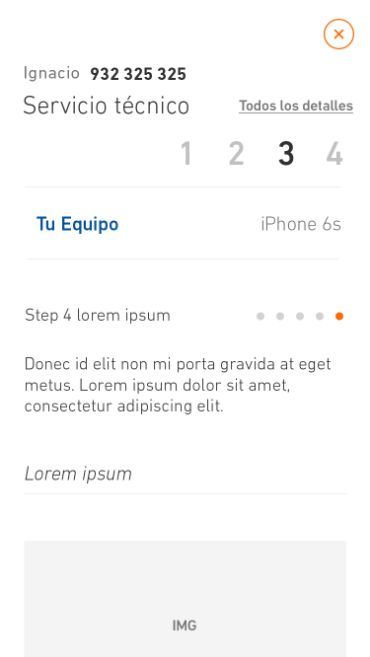 Ignacio 932 325 325
Servicio técnico Todos los detalles
1 2 3 4
Tu Equipo iPhone 6s
Step 4 lorem ipsum
Donec id elit non mi porta gravida at eget
metus. Lorem ipsum dolor sit amet,
consectetur adipiscing elit.
Lorem ipsum
IMG